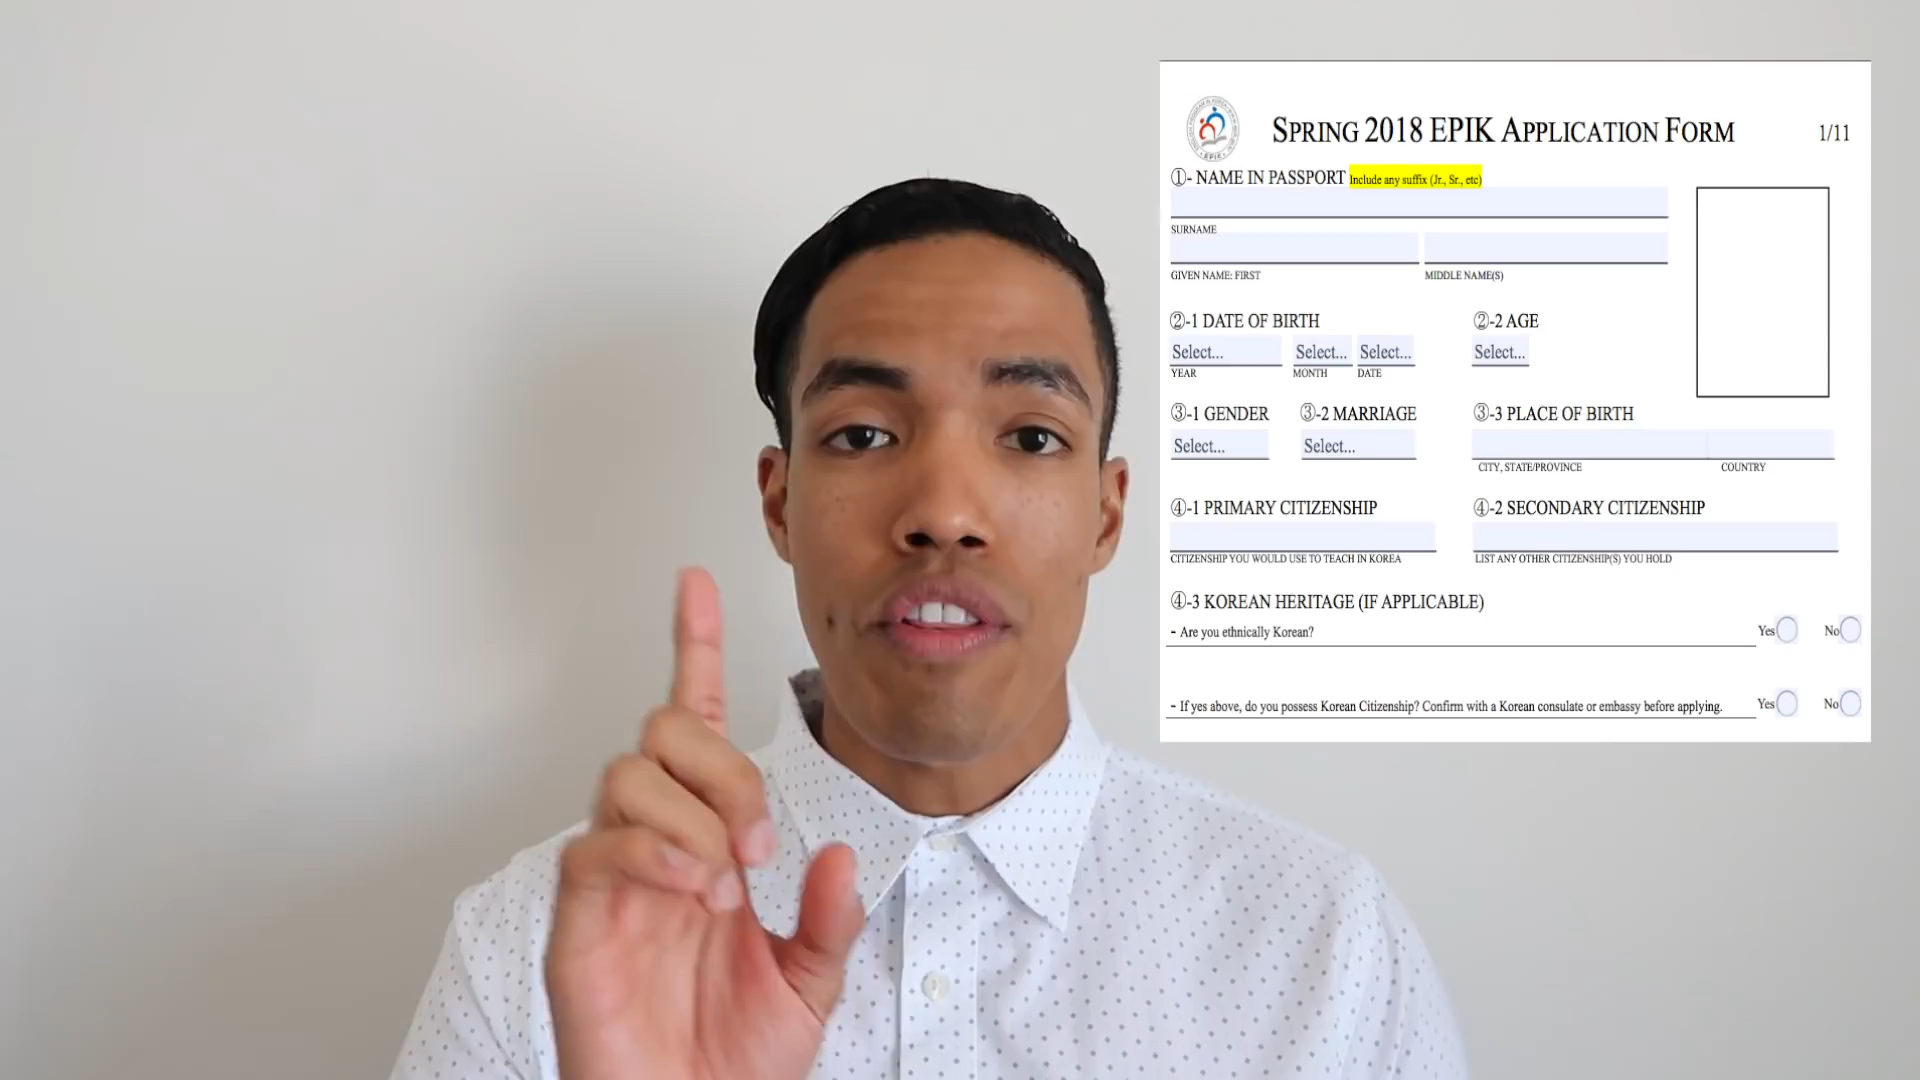 SPRING 2018 EPIK APPLICATION FORM 1/11
①- NAME IN PASSPORT Include any suffix (Jr., Sr., etc)
SURNAME
GIVEN NAME: FIRST MIDDLE NAME(S)
②-1 DATE OF BIRTH ②-2 AGE
Select... Select... Select... Select...
YEAR MONTH DATE
③-1 GENDER ③-2 MARRIAGE ③-3 PLACE OF BIRTH
Select... Select...
CITY, STATE/PROVINCE COUNTRY
④-1 PRIMARY CITIZENSHIP ④-2 SECONDARY CITIZENSHIP
CITIZENSHIP YOU WOULD USE TO TEACH IN KOREA LIST ANY OTHER CITIZENSHIP(S) YOU HOLD
④-3 KOREAN HERITAGE (IF APPLICABLE)
- Are you ethnically Korean? Yes No
- If yes above, do you possess Korean Citizenship? Confirm with a Korean consulate or embassy before applying. Yes No